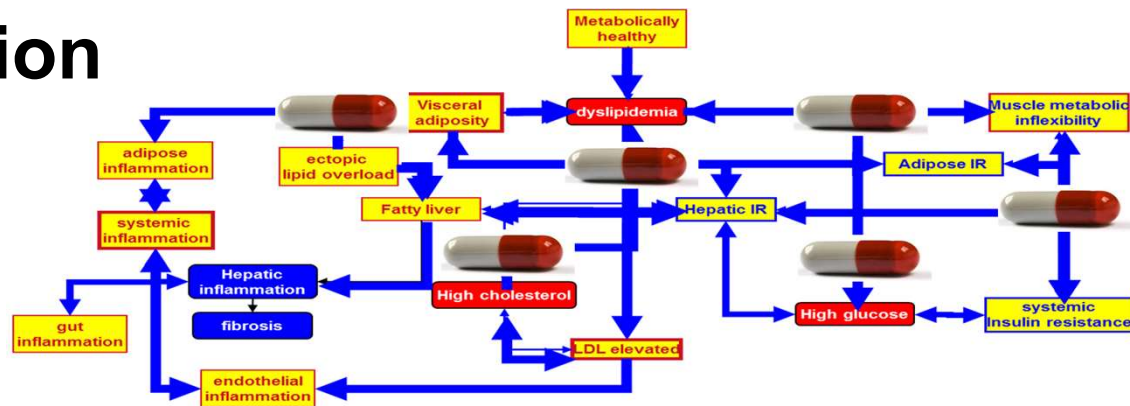 ion
Metabolically
healthy
Visceral
adiposity
dyslipidemia
Muscle metabolic
inflexibility
adipose
inflammation
ectopic
lipid overload
Adipose IR
Fatty liver
Hepatic IR
systemic
inflammation
Hepatic
inflammation
High cholesterol
High glucose
systemic
Insulin resistance
gut
inflammation
fibrosis
LDL elevated
endothelial
inflammation